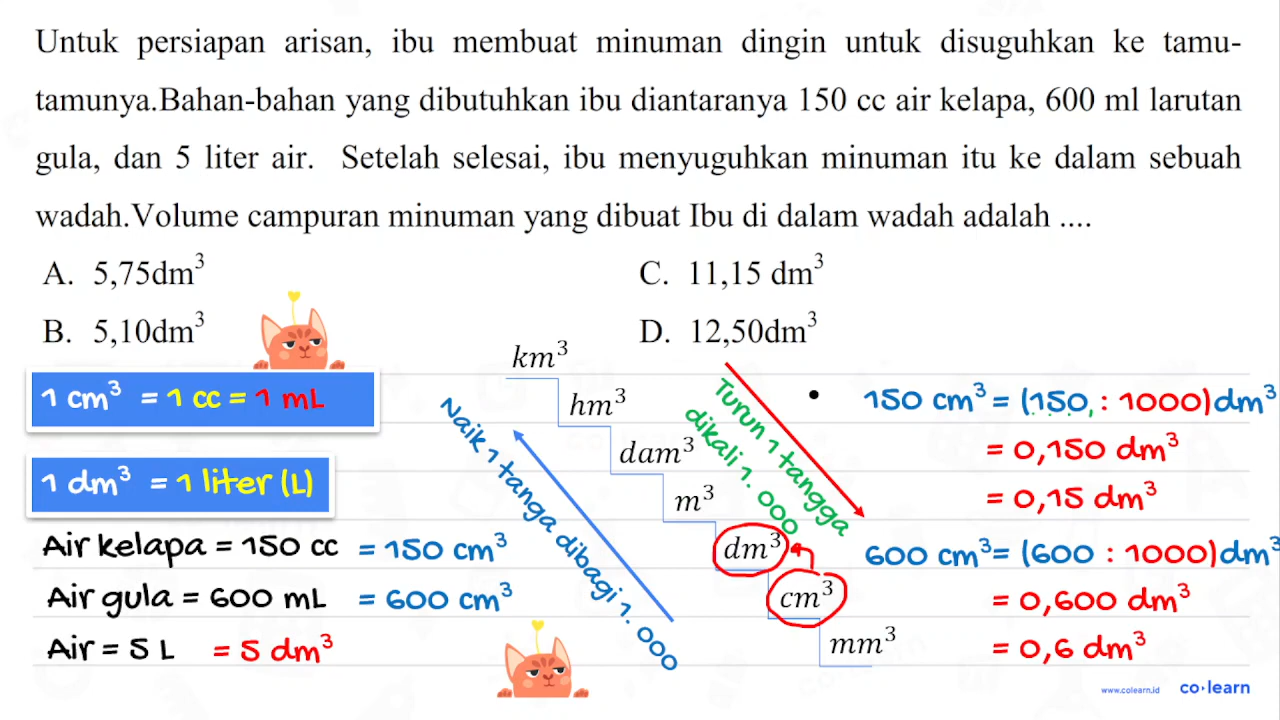 Untuk persiapan arisan, ibu membuat minuman dingin untuk disuguhkan ke tamu-
tamunya.Bahan-bahan yang dibutuhkan ibu diantaranya 150 cc air kelapa, 600 ml larutan
gula, dan 5 liter air. Setelah selesai, ibu menyuguhkan minuman itu ke dalam sebuah
wadah.Volume campuran minuman yang dibuat Ibu di dalam wadah adalah ....
A. 5,75dm³
C. 11,15 dm³
B. 5,10dm³
D. 12,50dm³
1 cm³ = 1 cc = 1 mL
1 dm³ = 1 liter (L)
Air kelapa = 150 cc = 150 cm³
Air gula = 600 mL = 600 cm³
Air = 5 L = 5 dm³
km³
hm³
dam³
m³
dm³
cm³
mm³
Naik 1 tanga dibagi 1. 000
Turun 1 tangga
dikali 1. 000
• 150 cm³ = (150, : 1000) dm³
= 0,150 dm³
= 0,15 dm³
600 cm³ = (600 : 1000) dm³
= 0,600 dm³
= 0,6 dm³
www.colearn.id co·learn